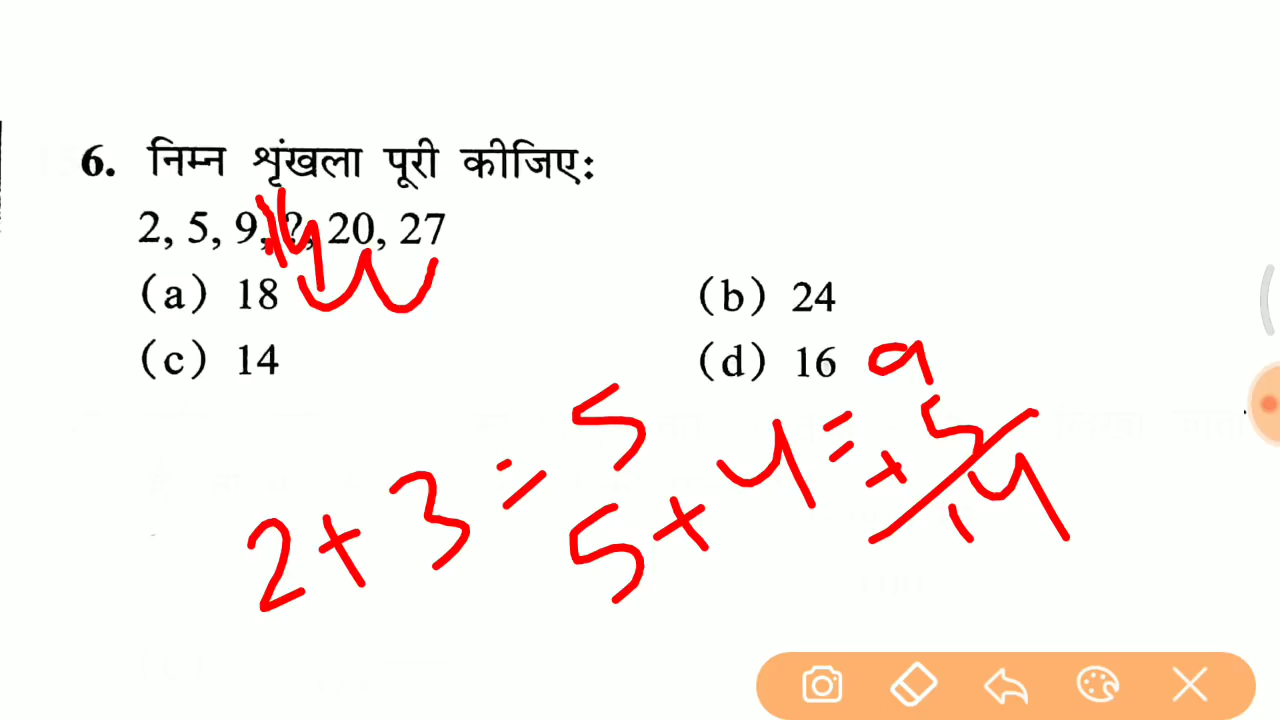 6. निम्न शृंखला पूरी कीजिए:
2, 5, 9, ?, 20, 27
14
(a) 18
(b) 24
(c) 14
(d) 16
2 + 3 = 5
5 + 4 = 9
+ 5
14